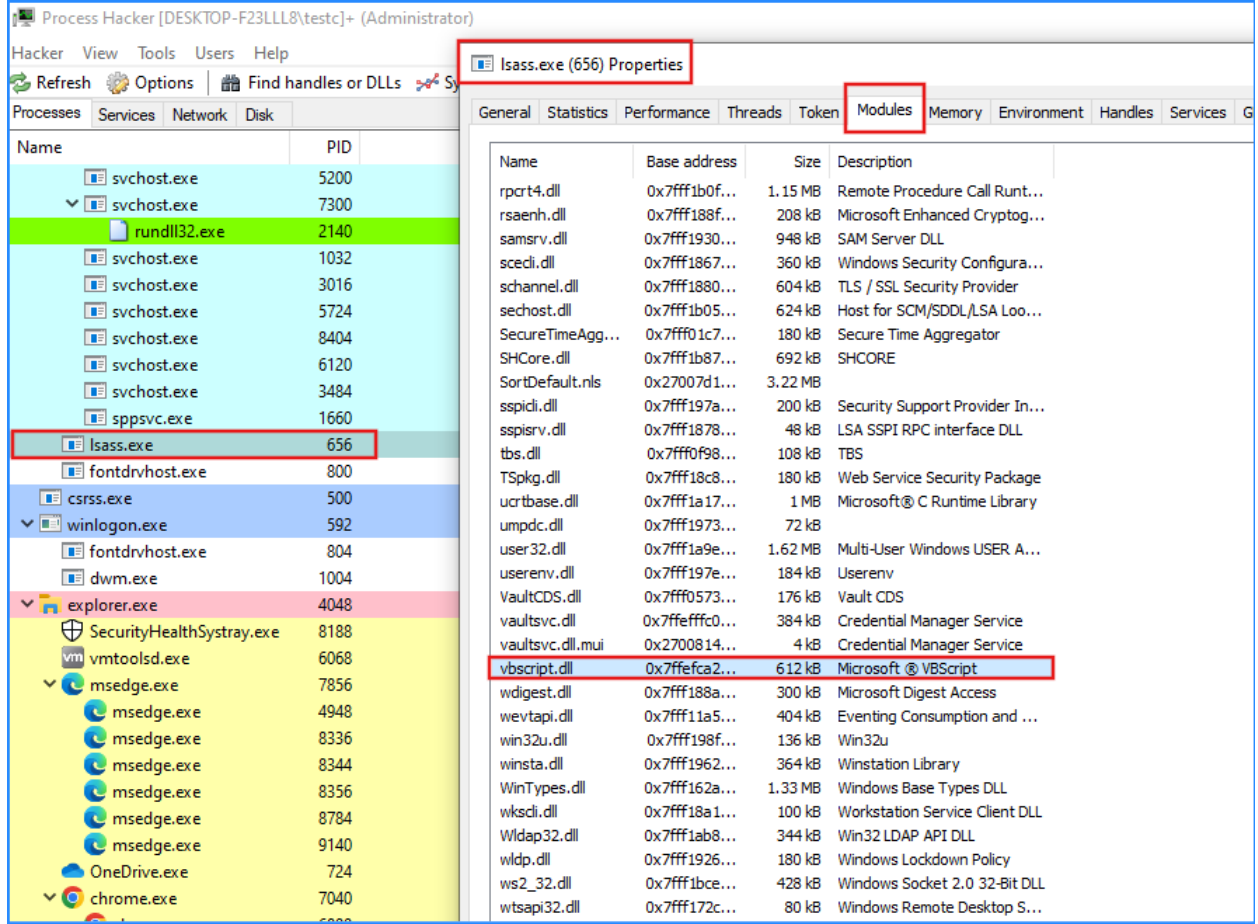 Process Hacker [DESKTOP-F23LLL8\testc]+ (Administrator)
Hacker View Tools Users Help
Refresh Options Find handles or DLLs
Processes Services Network Disk
Name PID
svchost.exe 5200
svchost.exe 7300
rundll32.exe 2140
svchost.exe 1032
svchost.exe 3016
svchost.exe 5724
svchost.exe 8404
svchost.exe 6120
svchost.exe 3484
sppsvc.exe 1660
lsass.exe 656
fontdrvhost.exe 800
csrss.exe 500
winlogon.exe 592
fontdrvhost.exe 804
dwm.exe 1004
explorer.exe 4048
SecurityHealthSystray.exe 8188
vm vmtoolsd.exe 6068
msedge.exe 7856
msedge.exe 4948
msedge.exe 8336
msedge.exe 8344
msedge.exe 8356
msedge.exe 8784
msedge.exe 9140
OneDrive.exe 724
chrome.exe 7040
lsass.exe (656) Properties
General Statistics Performance Threads Token Modules Memory Environment Handles Services G
Name Base address Size Description
rpcrt4.dll 0x7fff1b0f... 1.15 MB Remote Procedure Call Runt...
rsaenh.dll 0x7fff188f... 208 kB Microsoft Enhanced Cryptog...
samsrv.dll 0x7fff1930... 948 kB SAM Server DLL
scecli.dll 0x7fff1867... 360 kB Windows Security Configura...
schannel.dll 0x7fff1880... 604 kB TLS / SSL Security Provider
sechost.dll 0x7fff1b05... 624 kB Host for SCM/SDDL/LSA Loo...
SecureTimeAgg... 0x7fff01c7... 180 kB Secure Time Aggregator
SHCore.dll 0x7fff1b87... 692 kB SHCORE
SortDefault.nls 0x27007d1... 3.22 MB
sspicli.dll 0x7fff197a... 200 kB Security Support Provider In...
sspisrv.dll 0x7fff1878... 48 kB LSA SSPI RPC interface DLL
tbs.dll 0x7fff0f98... 108 kB TBS
TSpkg.dll 0x7fff18c8... 180 kB Web Service Security Package
ucrtbase.dll 0x7fff1a17... 1 MB Microsoft® C Runtime Library
umpdc.dll 0x7fff1973... 72 kB
user32.dll 0x7fff1a9e... 1.62 MB Multi-User Windows USER A...
userenv.dll 0x7fff197e... 184 kB Userenv
VaultCDS.dll 0x7fff0573... 176 kB Vault CDS
vaultsvc.dll 0x7ffefffc0... 384 kB Credential Manager Service
vaultsvc.dll.mui 0x2700814... 4 kB Credential Manager Service
vbscript.dll 0x7ffefca2... 612 kB Microsoft ® VBScript
wdigest.dll 0x7fff188a... 300 kB Microsoft Digest Access
wevtapi.dll 0x7fff11a5... 404 kB Eventing Consumption and ...
win32u.dll 0x7fff198f... 136 kB Win32u
winsta.dll 0x7fff1962... 364 kB Winstation Library
WinTypes.dll 0x7fff162a... 1.33 MB Windows Base Types DLL
wkscli.dll 0x7fff18a1... 100 kB Workstation Service Client DLL
Wldap32.dll 0x7fff1ab8... 344 kB Win32 LDAP API DLL
wldp.dll 0x7fff1926... 180 kB Windows Lockdown Policy
ws2_32.dll 0x7fff1bce... 428 kB Windows Socket 2.0 32-Bit DLL
wtsapi32.dll 0x7fff172c... 80 kB Windows Remote Desktop S...